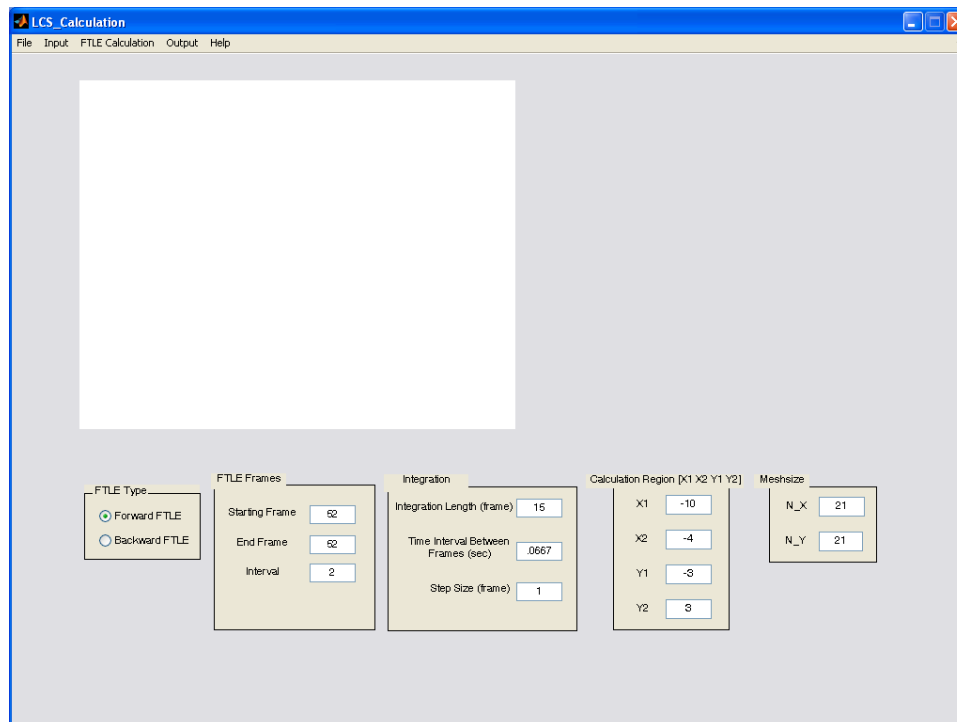 LCS_Calculation
File Input FTLE Calculation Output Help
FTLE Type
Forward FTLE
Backward FTLE
FTLE Frames
Starting Frame 52
End Frame 52
Interval 2
Integration
Integration Length (frame) 15
Time Interval Between
Frames (sec) .0667
Step Size (frame) 1
Calculation Region [X1 X2 Y1 Y2]
X1 -10
X2 -4
Y1 -3
Y2 3
Meshsize
N_X 21
N_Y 21